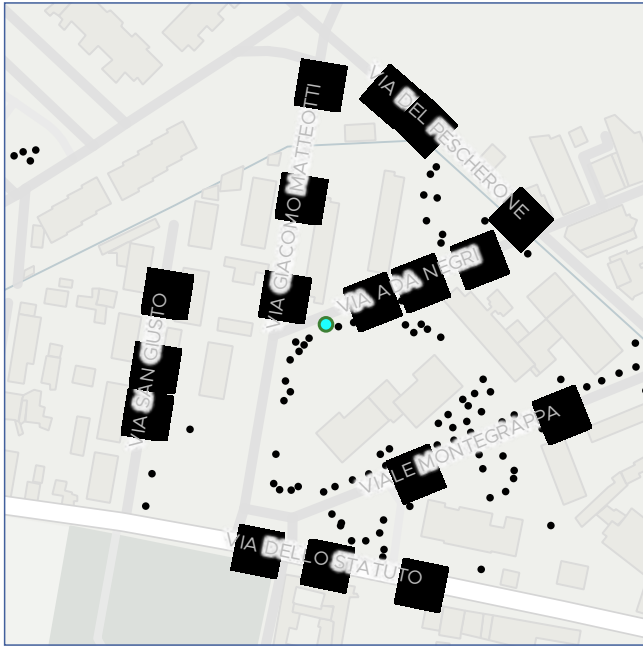 VIA DEL PESCHERONE
VIA GIACOMO MATTEOTTI
VIA ADA NEGRI
VIA SAN GIUSTO
VIALE MONTEGRAPPA
VIA DELLO STATUTO